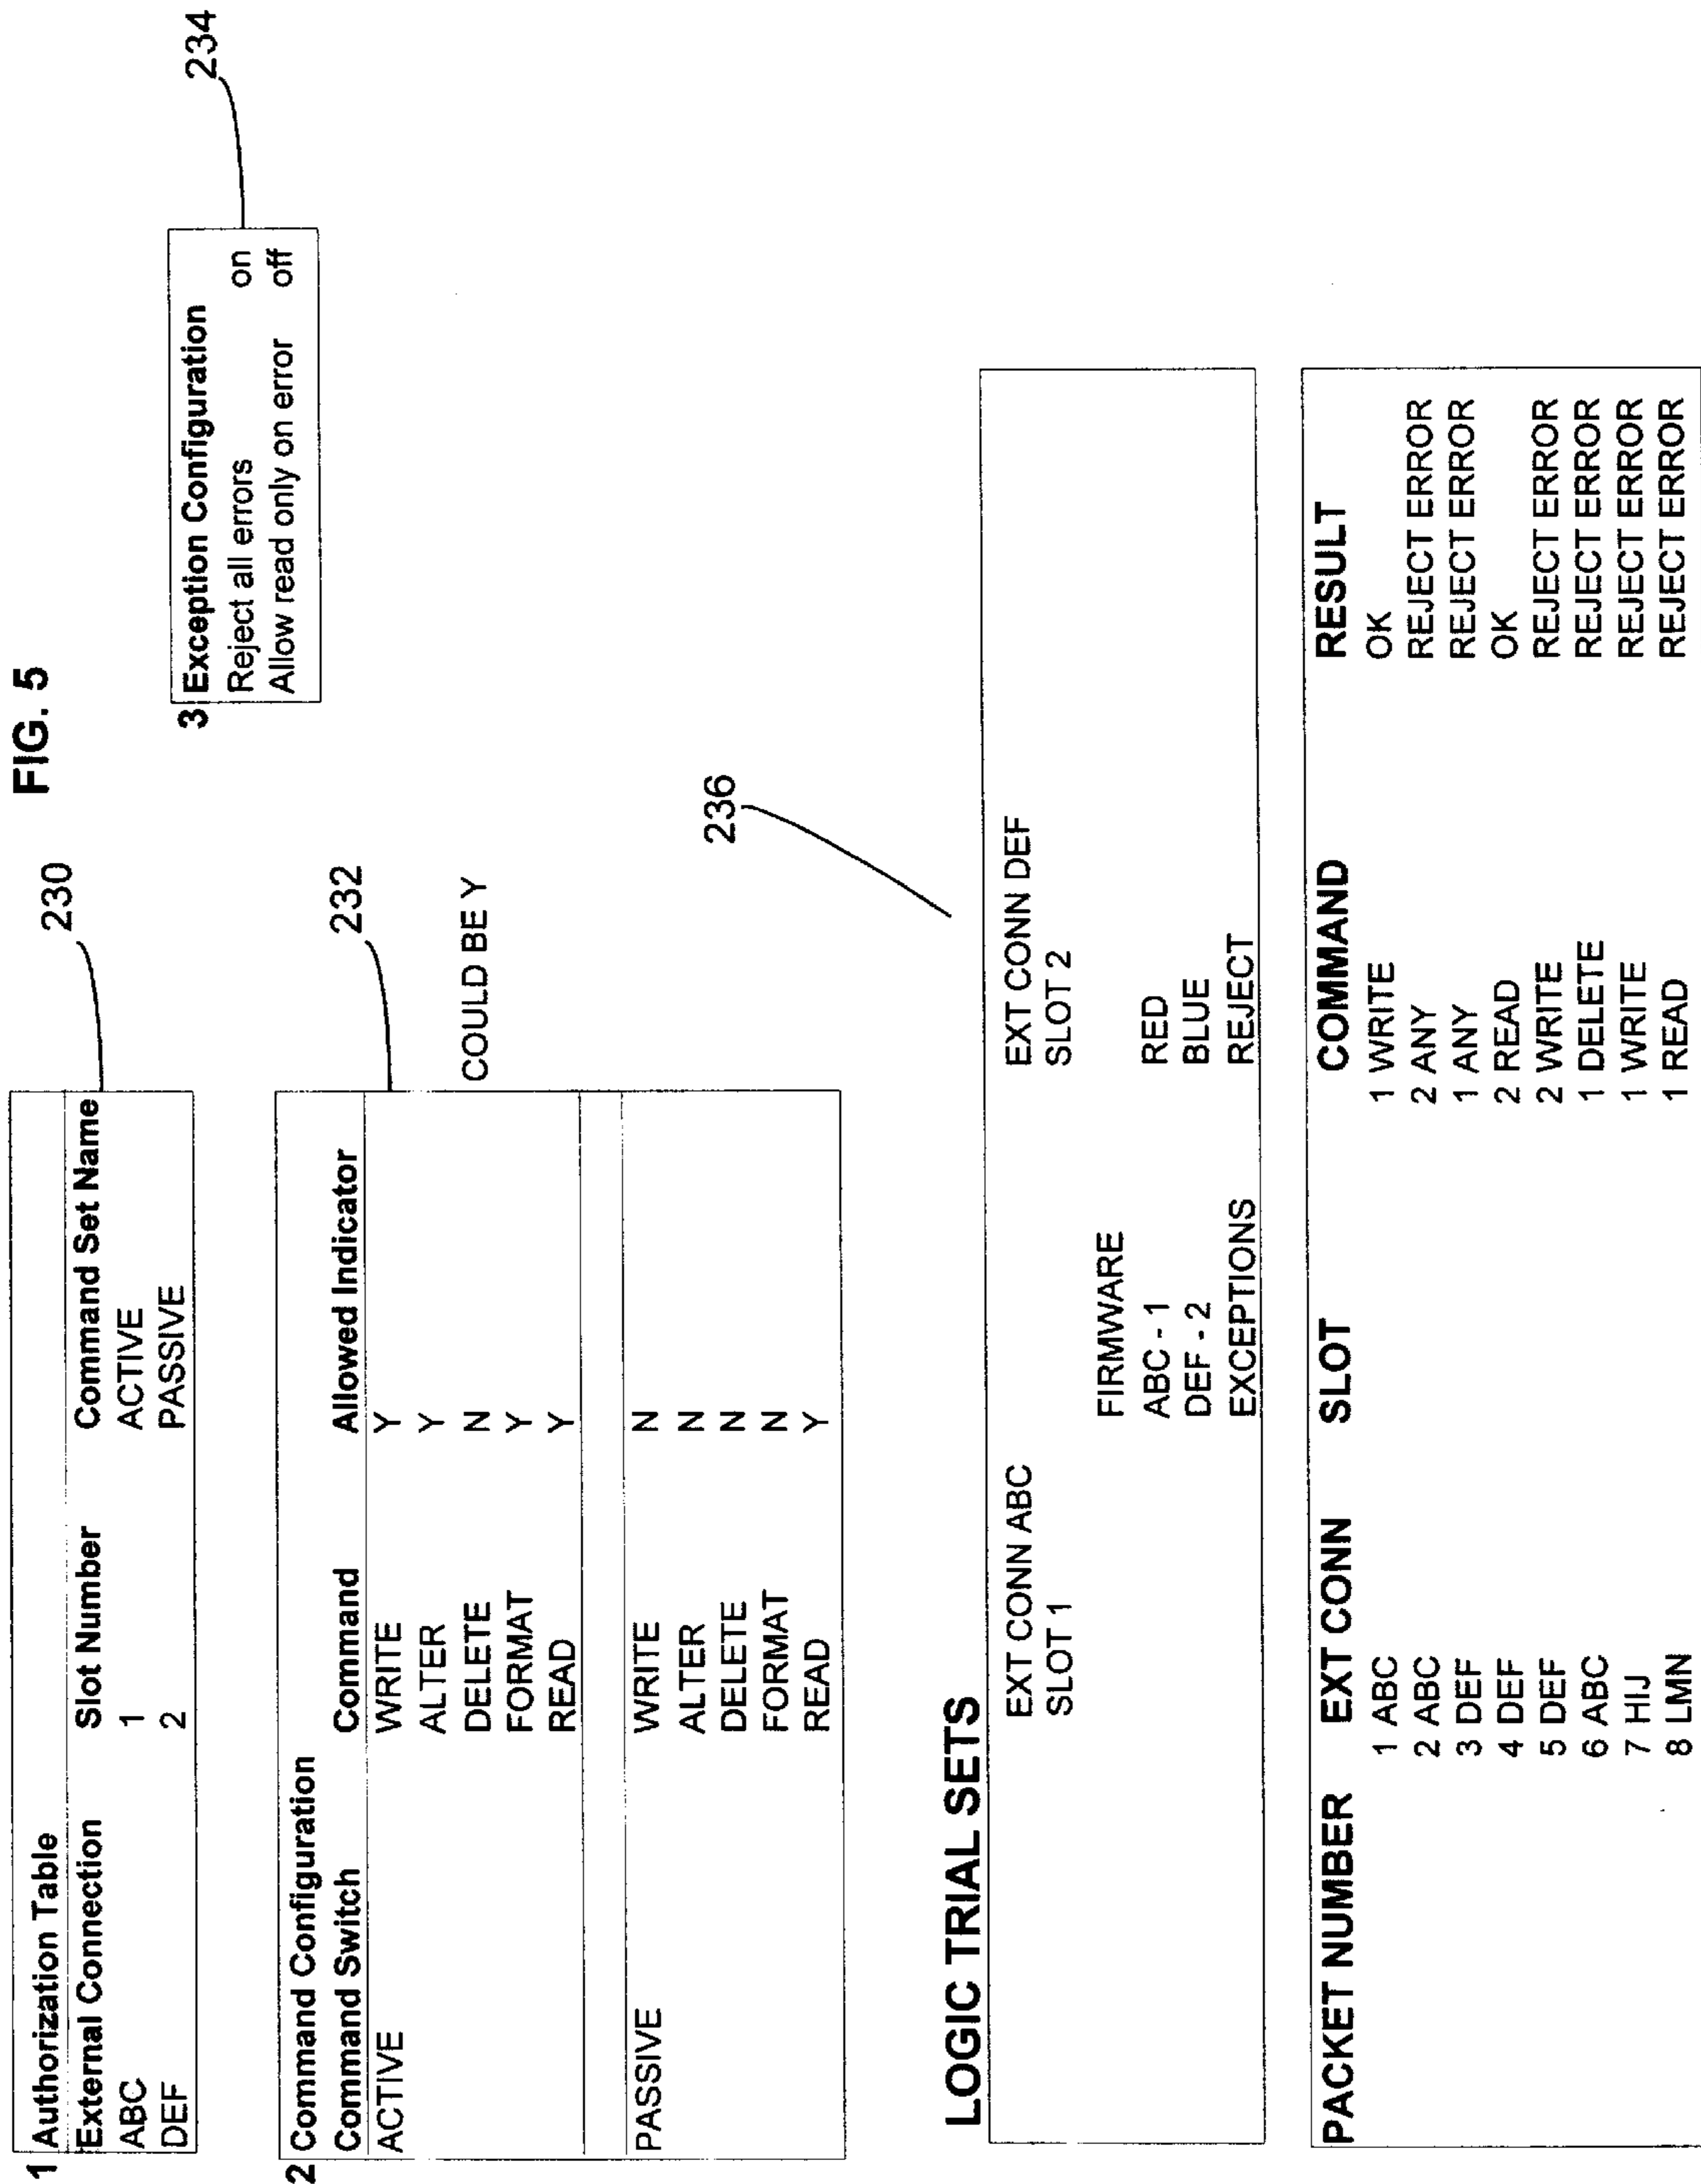 FIG. 5
230
1 Authorization Table
External Connection Slot Number Command Set Name
ABC 1 ACTIVE
DEF 2 PASSIVE
234
3 Exception Configuration
Reject all errors on
Allow read only on error off
232
2 Command Configuration
Command Switch Command Allowed Indicator
ACTIVE WRITE Y
ALTER Y
DELETE N COULD BE Y
FORMAT Y
READ Y
PASSIVE WRITE N
ALTER N
DELETE N
FORMAT N
READ Y
236
LOGIC TRIAL SETS
EXT CONN ABC EXT CONN DEF
SLOT 1 SLOT 2
FIRMWARE
ABC - 1 RED
DEF - 2 BLUE
EXCEPTIONS REJECT
PACKET NUMBER EXT CONN SLOT COMMAND RESULT
1 ABC 1 WRITE OK
2 ABC 2 ANY REJECT ERROR
3 DEF 1 ANY REJECT ERROR
4 DEF 2 READ OK
5 DEF 2 WRITE REJECT ERROR
6 ABC 1 DELETE REJECT ERROR
7 HIJ 1 WRITE REJECT ERROR
8 LMN 1 READ REJECT ERROR